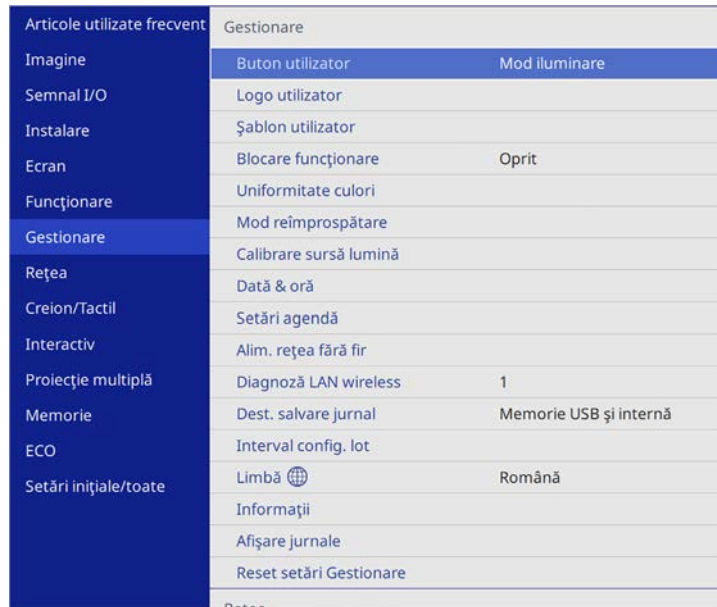 Articole utilizate frecvent
Imagine
Semnal I/O
Instalare
Ecran
Funcţionare
Gestionare
Reţea
Creion/Tactil
Interactiv
Proiecţie multiplă
Memorie
ECO
Setări iniţiale/toate
Gestionare
Buton utilizator Mod iluminare
Logo utilizator
Şablon utilizator
Blocare funcţionare Oprit
Uniformitate culori
Mod reîmprospătare
Calibrare sursă lumină
Dată & oră
Setări agendă
Alim. reţea fără fir
Diagnoză LAN wireless 1
Dest. salvare jurnal Memorie USB şi internă
Interval config. lot
Limbă Română
Informaţii
Afişare jurnale
Reset setări Gestionare